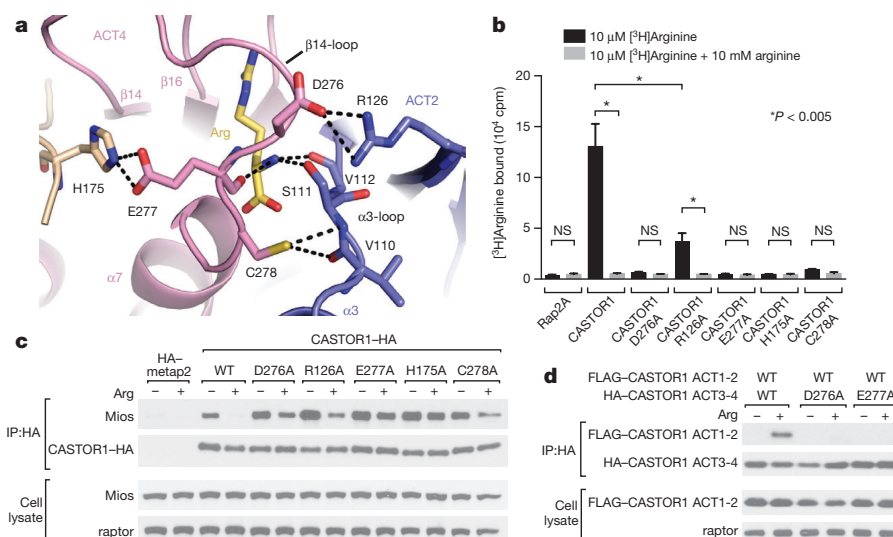 a
ACT4
β14-loop
β16
D276
β14
R126
ACT2
Arg
H175
V112
S111
E277
α3-loop
V110
α7
C278
α3
b
10 μM [³H]Arginine
10 μM [³H]Arginine + 10 mM arginine
[³H]Arginine bound (10⁴ cpm)
20
15
10
5
0
*
*
*P < 0.005
*
NS
NS
NS
NS
NS
Rap2A
CASTOR1
CASTOR1 D276A
CASTOR1 R126A
CASTOR1 E277A
CASTOR1 H175A
CASTOR1 C278A
c
CASTOR1–HA
HA–metap2
WT D276A R126A E277A H175A C278A
Arg – + – + – + – + – + – + – +
IP:HA
Mios
CASTOR1–HA
Cell lysate
Mios
raptor
d
FLAG–CASTOR1 ACT1-2 WT WT WT
HA–CASTOR1 ACT3-4 WT D276A E277A
Arg – + – + – +
IP:HA
FLAG–CASTOR1 ACT1-2
HA–CASTOR1 ACT3-4
Cell lysate
FLAG–CASTOR1 ACT1-2
raptor